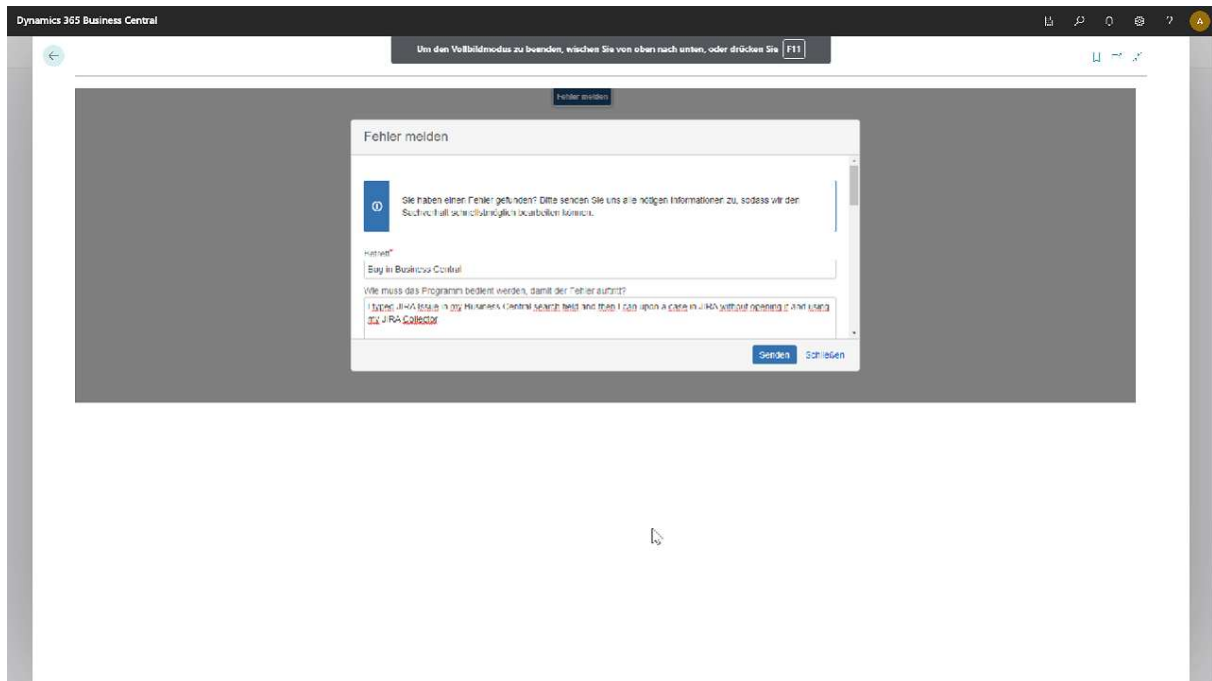 Dynamics 365 Business Central
?
A
Um den Vollbildmodus zu beenden, wischen Sie von oben nach unten, oder drücken Sie F11
Fehler melden
Fehler melden
Sie haben einen Fehler gefunden? Bitte senden Sie uns alle nötigen Informationen zu, sodass wir den
Sachverhalt schnellstmöglich bearbeiten können.
Betreff*
Bug in Business Central
Wie muss das Programm bedient werden, damit der Fehler auftritt?
I typed JIRA Issue in my Business Central search field and then I can upon a case in JIRA without opening it and using
my JIRA Collector
Senden Schließen